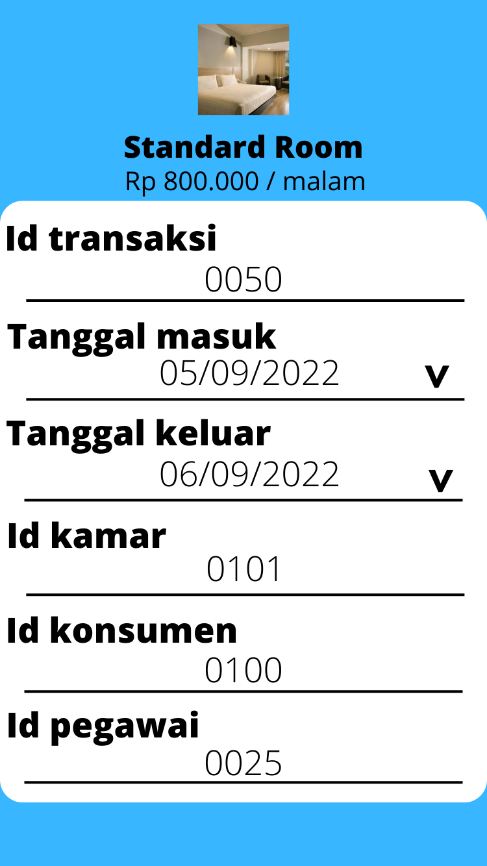 Standard Room
Rp 800.000 / malam
Id transaksi
0050
Tanggal masuk
05/09/2022 v
Tanggal keluar
06/09/2022 v
Id kamar
0101
Id konsumen
0100
Id pegawai
0025